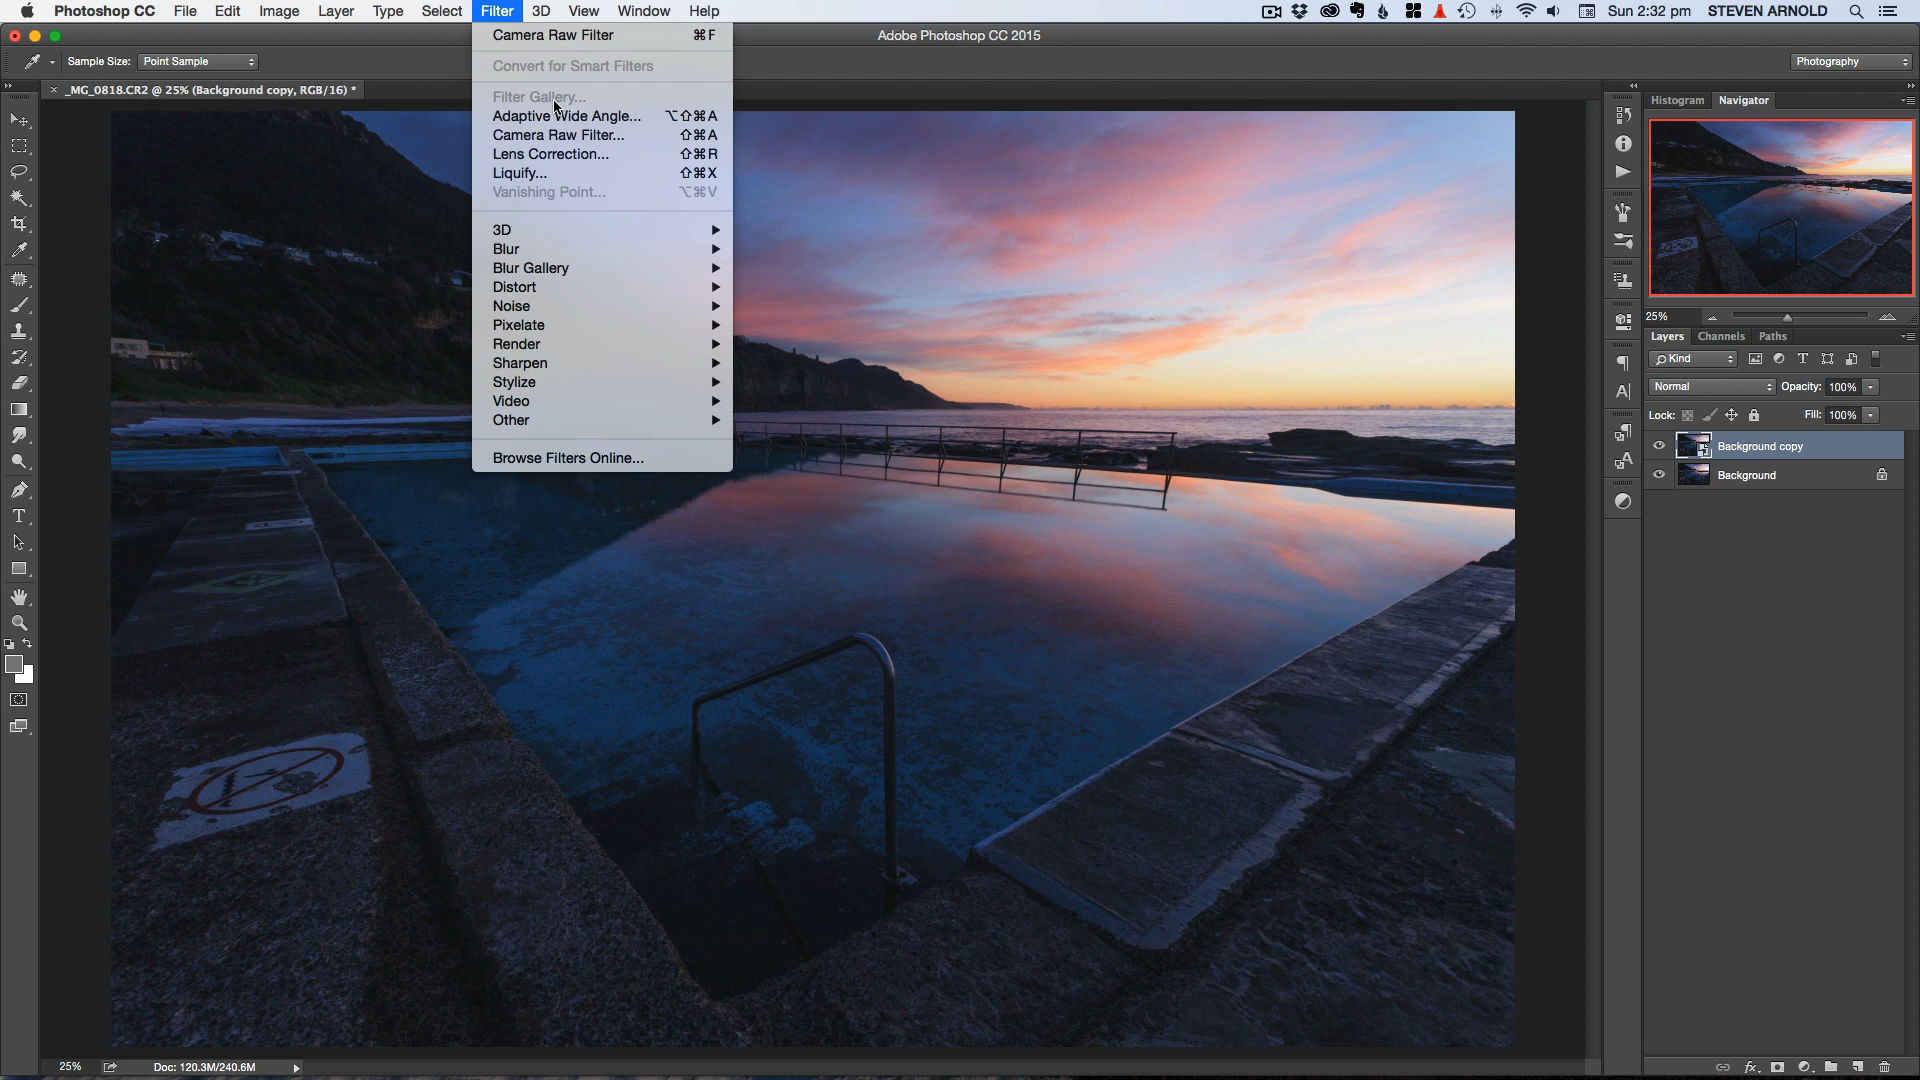 Photoshop CC File Edit Image Layer Type Select Filter 3D View Window Help Sun 2:32 pm STEVEN ARNOLD
Adobe Photoshop CC 2015
Sample Size: Point Sample Photography
_MG_0818.CR2 @ 25% (Background copy, RGB/16) *
Camera Raw Filter ⌘F
Convert for Smart Filters
Filter Gallery...
Adaptive Wide Angle... ⌥⇧⌘A
Camera Raw Filter... ⇧⌘A
Lens Correction... ⇧⌘R
Liquify... ⇧⌘X
Vanishing Point... ⌥⌘V
3D
Blur
Blur Gallery
Distort
Noise
Pixelate
Render
Sharpen
Stylize
Video
Other
Browse Filters Online...
Histogram Navigator
25%
Layers Channels Paths
Kind
Normal Opacity: 100%
Lock: Fill: 100%
Background copy
Background
25% Doc: 120.3M/240.6M